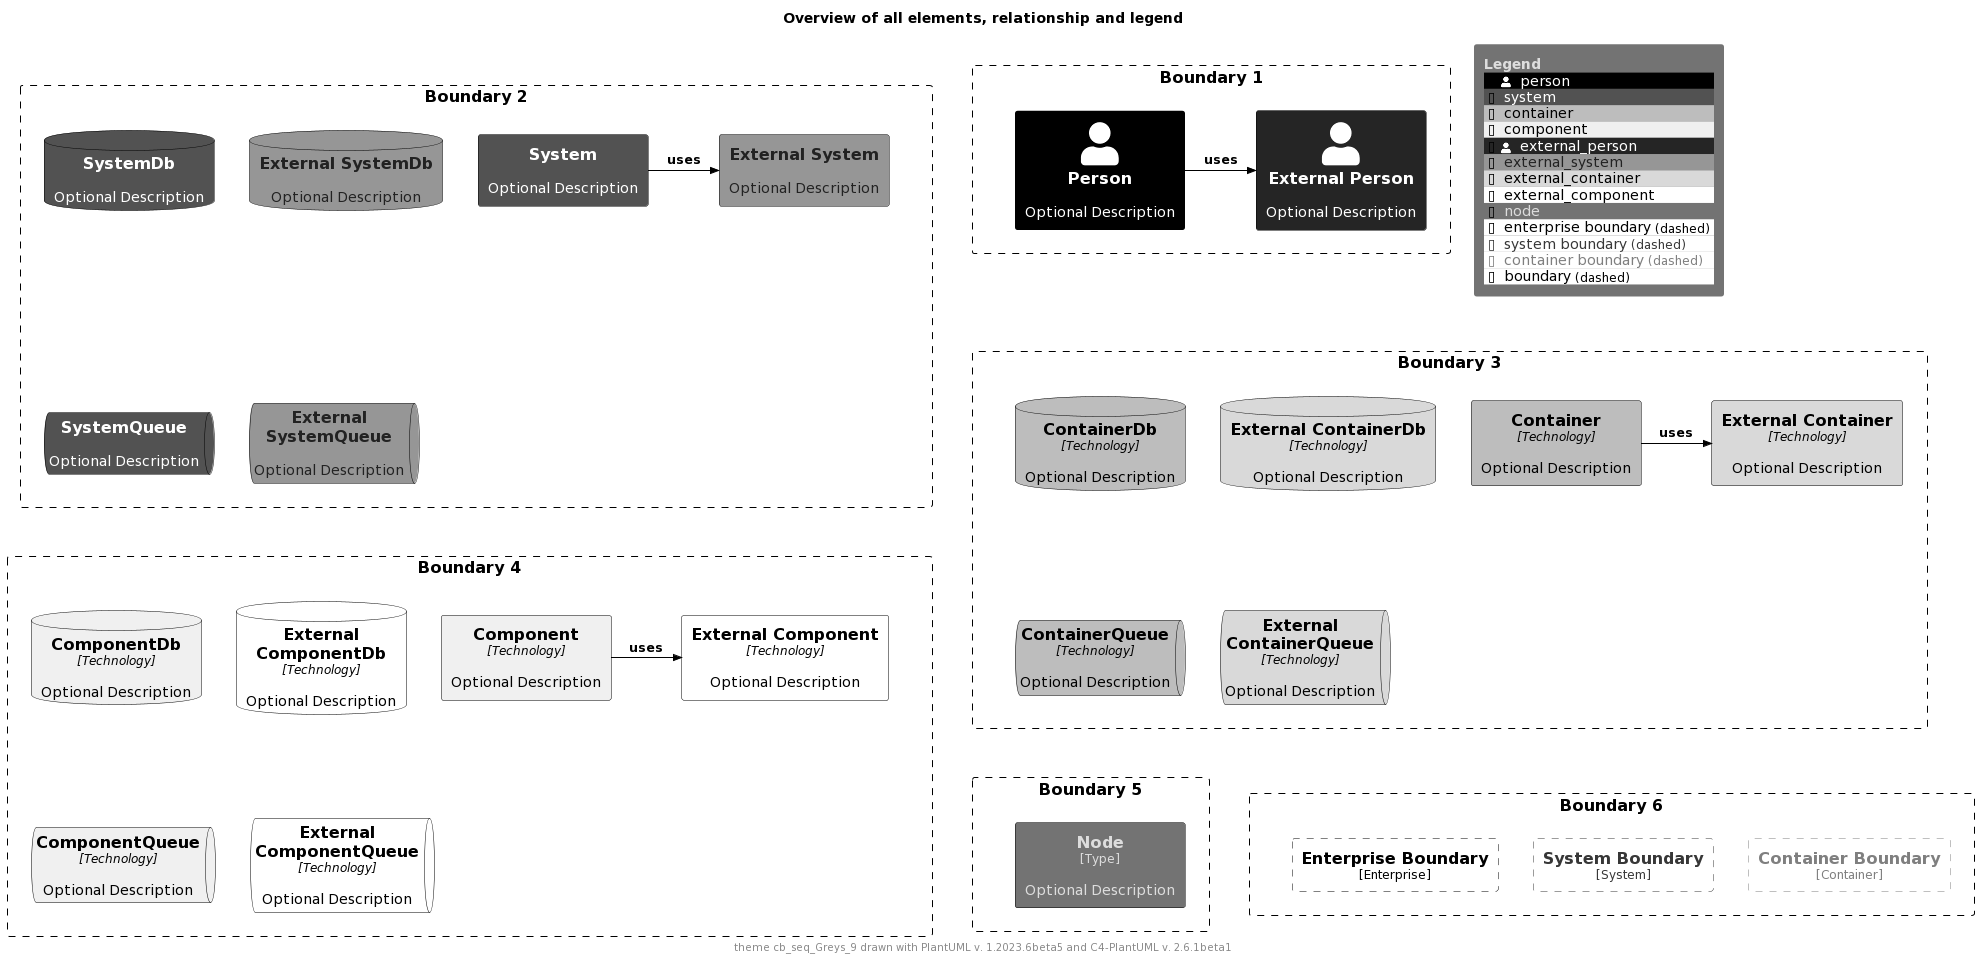 Overview of all elements, relationship and legend
Boundary 2
SystemDb
Optional Description
External SystemDb
Optional Description
System
Optional Description
uses
External System
Optional Description
SystemQueue
Optional Description
External
SystemQueue
Optional Description
Boundary 1
Person
Optional Description
uses
External Person
Optional Description
Legend
person
system
container
component
external_person
external_system
external_container
external_component
node
enterprise boundary (dashed)
system boundary (dashed)
container boundary (dashed)
boundary (dashed)
Boundary 3
ContainerDb
[Technology]
Optional Description
External ContainerDb
[Technology]
Optional Description
Container
[Technology]
Optional Description
uses
External Container
[Technology]
Optional Description
ContainerQueue
[Technology]
Optional Description
External
ContainerQueue
[Technology]
Optional Description
Boundary 4
ComponentDb
[Technology]
Optional Description
External
ComponentDb
[Technology]
Optional Description
Component
[Technology]
Optional Description
uses
External Component
[Technology]
Optional Description
ComponentQueue
[Technology]
Optional Description
External
ComponentQueue
[Technology]
Optional Description
Boundary 5
Node
[Type]
Optional Description
Boundary 6
Enterprise Boundary
[Enterprise]
System Boundary
[System]
Container Boundary
[Container]
theme cb_seq_Greys_9 drawn with PlantUML v. 1.2023.6beta5 and C4-PlantUML v. 2.6.1beta1